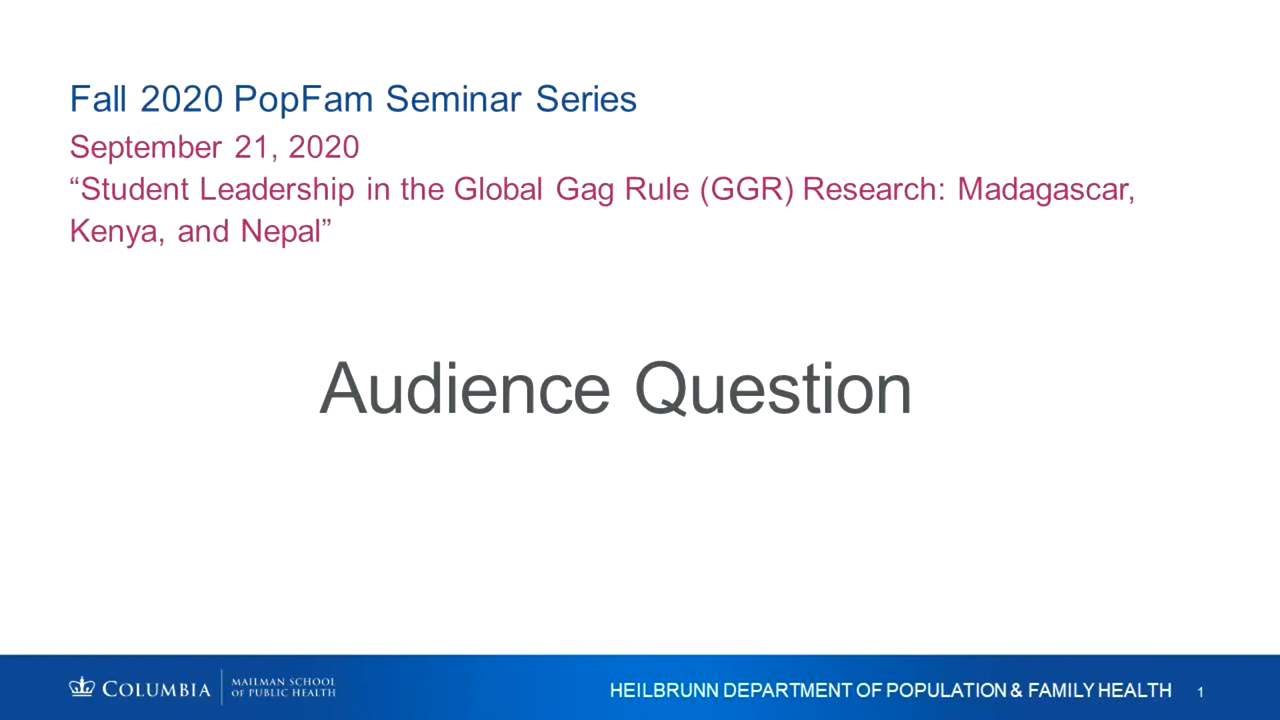 Fall 2020 PopFam Seminar Series
September 21, 2020
“Student Leadership in the Global Gag Rule (GGR) Research: Madagascar,
Kenya, and Nepal”
Audience Question
COLUMBIA
MAILMAN SCHOOL
OF PUBLIC HEALTH
HEILBRUNN DEPARTMENT OF POPULATION & FAMILY HEALTH
1